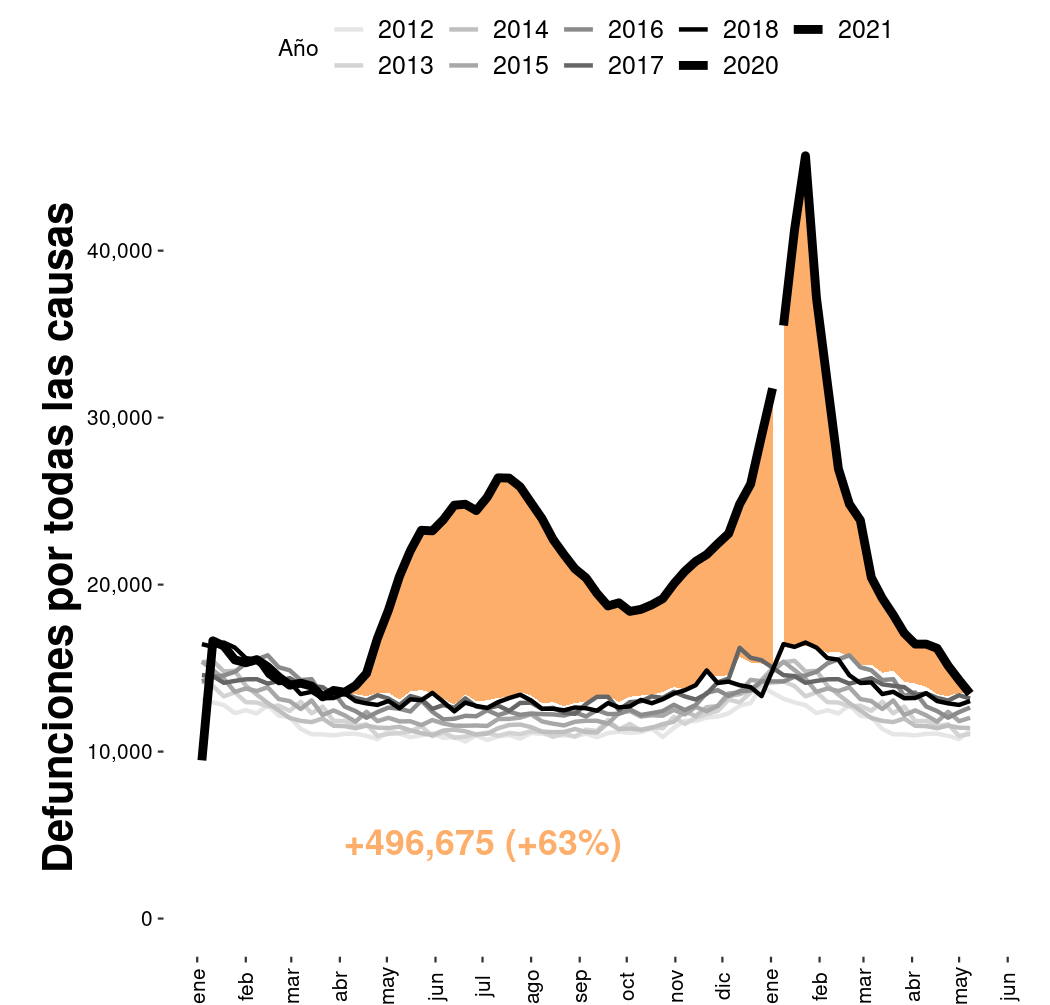 Año
2012 2014 2016 2018 2021
2013 2015 2017 2020
Defunciones por todas las causas
40,000
30,000
20,000
10,000
0
+496,675 (+63%)
ene feb mar abr may jun jul ago sep oct nov dic ene feb mar abr may jun